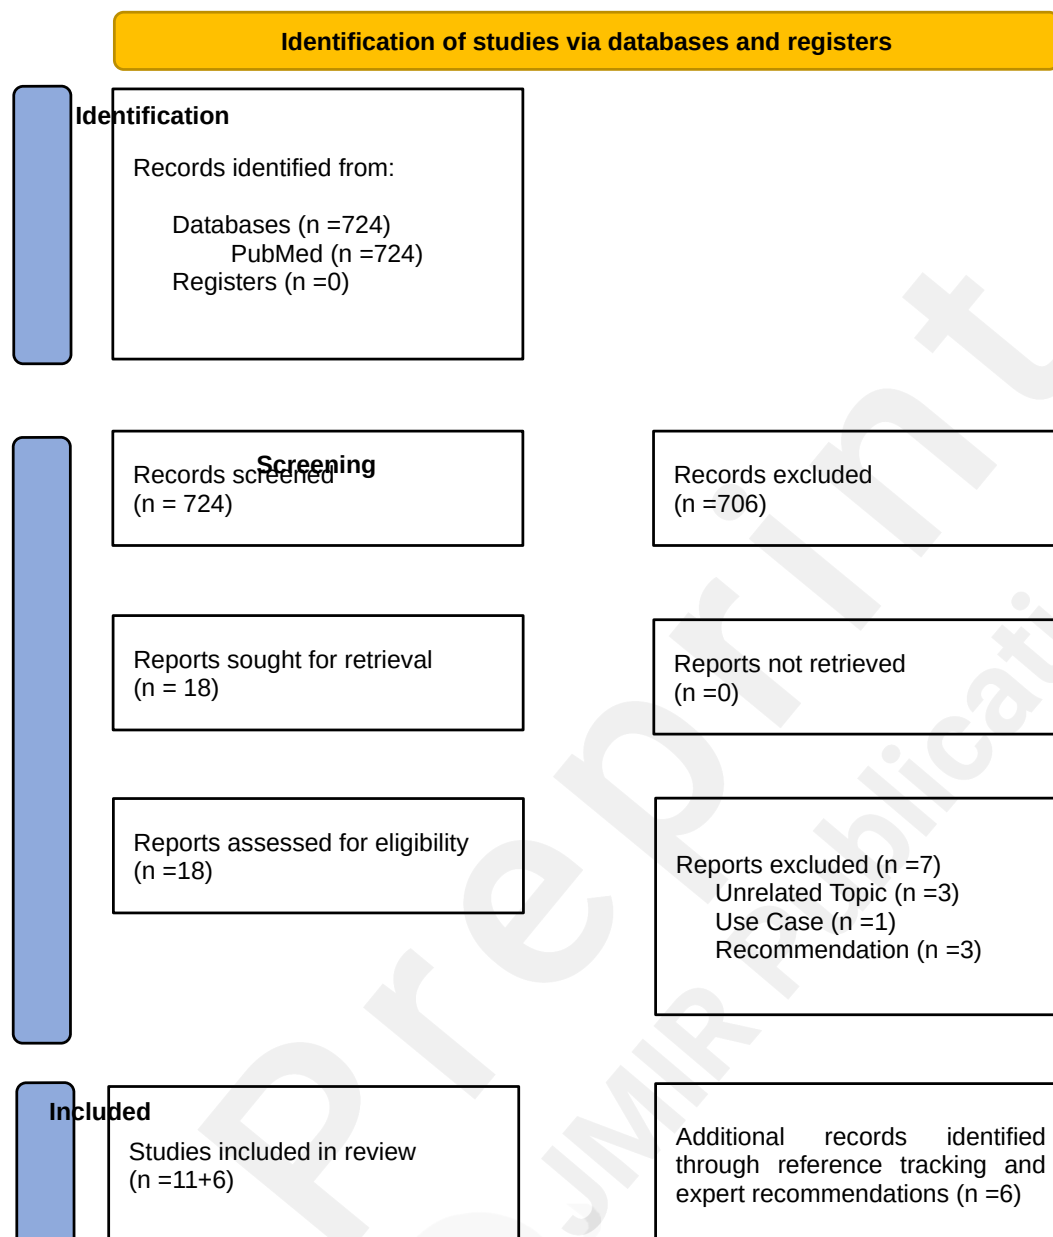 Identification of studies via databases and registers
Identification
Records identified from:
Databases (n =724)
PubMed (n =724)
Registers (n =0)
Screening
Records screened
(n = 724)
Records excluded
(n =706)
Reports sought for retrieval
(n = 18)
Reports not retrieved
(n =0)
Reports assessed for eligibility
(n =18)
Reports excluded (n =7)
Unrelated Topic (n =3)
Use Case (n =1)
Recommendation (n =3)
Included
Studies included in review
(n =11+6)
Additional records identified
through reference tracking and
expert recommendations (n =6)
Preprint
JMIR Publicati